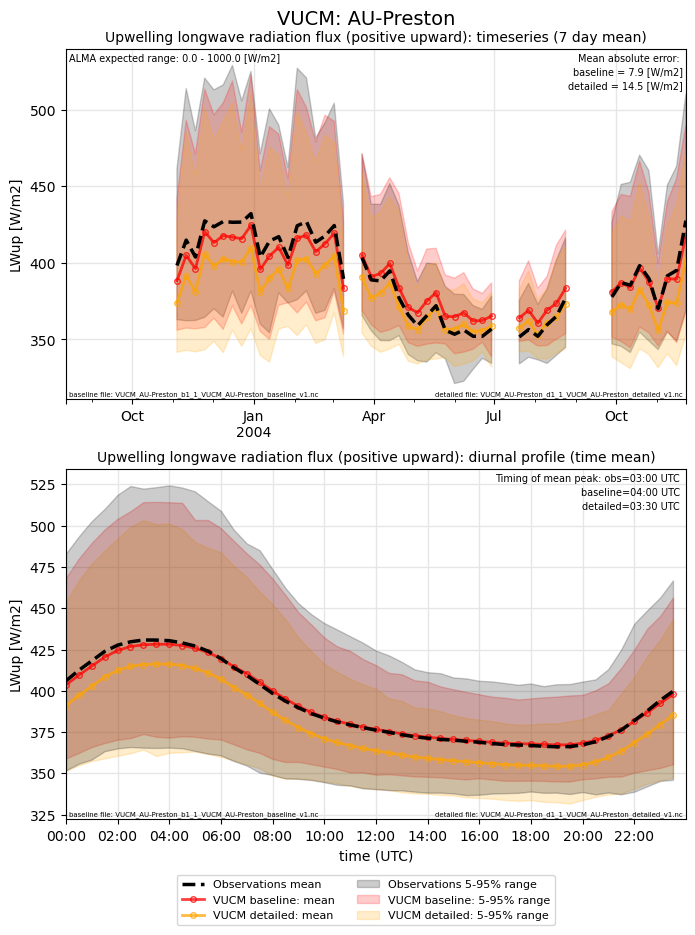 VUCM: AU-Preston
Upwelling longwave radiation flux (positive upward): timeseries (7 day mean)
ALMA expected range: 0.0 - 1000.0 [W/m2]
Mean absolute error:
baseline = 7.9 [W/m2]
detailed = 14.5 [W/m2]
500
450
400
350
LWup [W/m2]
baseline file: VUCM_AU-Preston_b1_1_VUCM_AU-Preston_baseline_v1.nc
detailed file: VUCM_AU-Preston_d1_1_VUCM_AU-Preston_detailed_v1.nc
Oct Jan Apr Jul Oct
2004
Upwelling longwave radiation flux (positive upward): diurnal profile (time mean)
Timing of mean peak: obs=03:00 UTC
baseline=04:00 UTC
detailed=03:30 UTC
525
500
475
450
425
400
375
350
325
LWup [W/m2]
baseline file: VUCM_AU-Preston_b1_1_VUCM_AU-Preston_baseline_v1.nc
detailed file: VUCM_AU-Preston_d1_1_VUCM_AU-Preston_detailed_v1.nc
00:00 02:00 04:00 06:00 08:00 10:00 12:00 14:00 16:00 18:00 20:00 22:00
time (UTC)
Observations mean
VUCM baseline: mean
VUCM detailed: mean
Observations 5-95% range
VUCM baseline: 5-95% range
VUCM detailed: 5-95% range